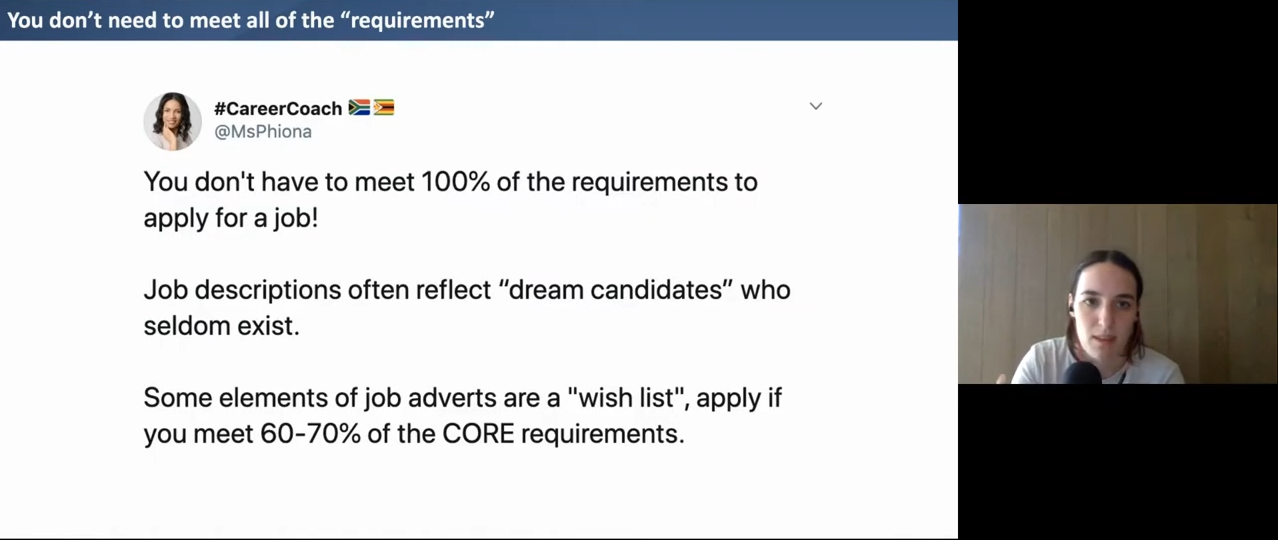 You don’t need to meet all of the “requirements”
#CareerCoach 🇿🇦🇿🇼
@MsPhiona
You don't have to meet 100% of the requirements to
apply for a job!
Job descriptions often reflect “dream candidates” who
seldom exist.
Some elements of job adverts are a "wish list", apply if
you meet 60-70% of the CORE requirements.